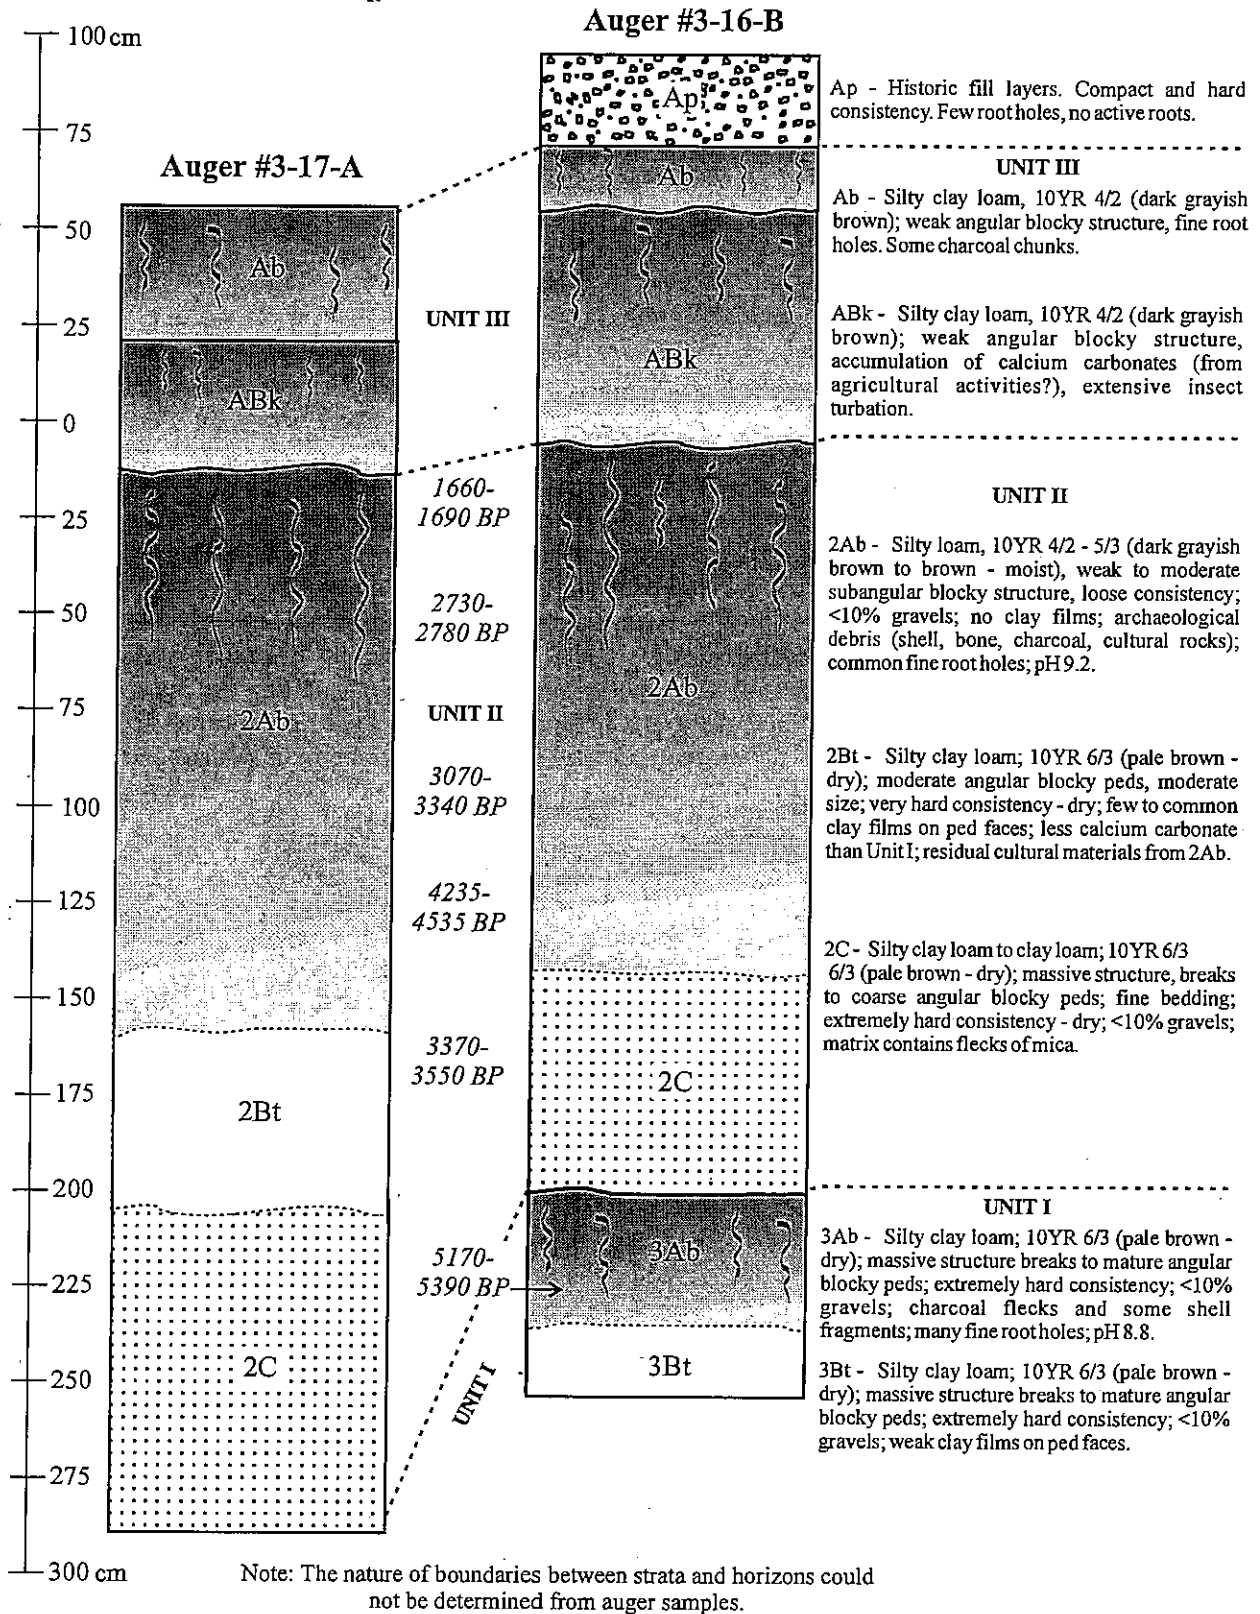 Auger #3-16-B
100 cm
75
50
25
0
25
50
75
100
125
150
175
200
225
250
275
300 cm
Auger #3-17-A
Ab
ABk
2Ab
2Bt
2C
UNIT III
1660-
1690 BP
2730-
2780 BP
UNIT II
3070-
3340 BP
4235-
4535 BP
3370-
3550 BP
5170-
5390 BP
UNIT I
Ap
Ab
ABk
2Ab
2C
3Ab
3Bt
Ap - Historic fill layers. Compact and hard
consistency. Few root holes, no active roots.
UNIT III
Ab - Silty clay loam, 10YR 4/2 (dark grayish
brown); weak angular blocky structure, fine root
holes. Some charcoal chunks.
ABk - Silty clay loam, 10YR 4/2 (dark grayish
brown); weak angular blocky structure,
accumulation of calcium carbonates (from
agricultural activities?), extensive insect
turbation.
UNIT II
2Ab - Silty loam, 10YR 4/2 - 5/3 (dark grayish
brown to brown - moist), weak to moderate
subangular blocky structure, loose consistency;
<10% gravels; no clay films; archaeological
debris (shell, bone, charcoal, cultural rocks);
common fine root holes; pH 9.2.
2Bt - Silty clay loam; 10YR 6/3 (pale brown -
dry); moderate angular blocky peds, moderate
size; very hard consistency - dry; few to common
clay films on ped faces; less calcium carbonate
than Unit I; residual cultural materials from 2Ab.
2C - Silty clay loam to clay loam; 10YR 6/3
6/3 (pale brown - dry); massive structure, breaks
to coarse angular blocky peds; fine bedding;
extremely hard consistency - dry; <10% gravels;
matrix contains flecks of mica.
UNIT I
3Ab - Silty clay loam; 10YR 6/3 (pale brown -
dry); massive structure breaks to mature angular
blocky peds; extremely hard consistency; <10%
gravels; charcoal flecks and some shell
fragments; many fine root holes; pH 8.8.
3Bt - Silty clay loam; 10YR 6/3 (pale brown -
dry); massive structure breaks to mature angular
blocky peds; extremely hard consistency; <10%
gravels; weak clay films on ped faces.
Note: The nature of boundaries between strata and horizons could
not be determined from auger samples.